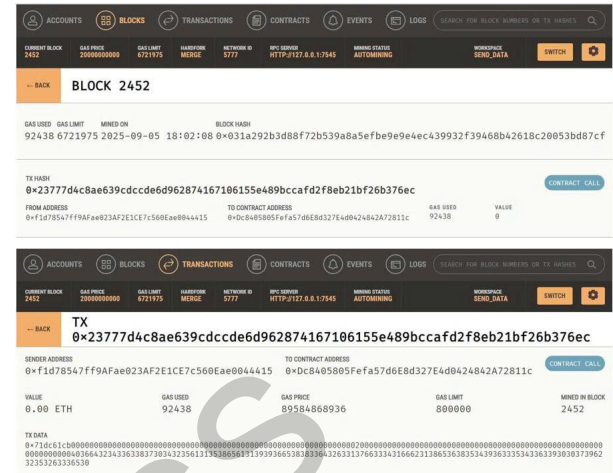 ACCOUNTS BLOCKS TRANSACTIONS CONTRACTS EVENTS LOGS SEARCH FOR BLOCK NUMBERS OR TX HASHES
CURRENT BLOCK GAS PRICE GAS LIMIT HARDFORK NETWORK ID RPC SERVER MINING STATUS WORKSPACE
2452 20000000000 6721975 MERGE 5777 HTTP://127.0.0.1:7545 AUTOMINING SEND_DATA SWITCH
← BACK BLOCK 2452
GAS USED GAS LIMIT MINED ON BLOCK HASH
92438 6721975 2025-09-05 18:02:08 0×031a292b3d88f72b539a8a5efbe9e9e4ec439932f39468b42618c20053bd87cf
TX HASH
0×23777d4c8ae639cdccde6d962874167106155e489bccafd2f8eb21bf26b376ec CONTRACT CALL
FROM ADDRESS TO CONTRACT ADDRESS GAS USED VALUE
0×f1d78547ff9AFae023AF2E1CE7c560Eae0044415 0×Dc8405805Fefa57d6E8d327E4d0424842A72811c 92438 0
ACCOUNTS BLOCKS TRANSACTIONS CONTRACTS EVENTS LOGS SEARCH FOR BLOCK NUMBERS OR TX HASHES
CURRENT BLOCK GAS PRICE GAS LIMIT HARDFORK NETWORK ID RPC SERVER MINING STATUS WORKSPACE
2452 20000000000 6721975 MERGE 5777 HTTP://127.0.0.1:7545 AUTOMINING SEND_DATA SWITCH
← BACK TX
0×23777d4c8ae639cdccde6d962874167106155e489bccafd2f8eb21bf26b376ec
SENDER ADDRESS TO CONTRACT ADDRESS
0×f1d78547ff9AFae023AF2E1CE7c560Eae0044415 0×Dc8405805Fefa57d6E8d327E4d0424842A72811c CONTRACT CALL
VALUE GAS USED GAS PRICE GAS LIMIT MINED IN BLOCK
0.00 ETH 92438 89584868936 800000 2452
TX DATA
32353263336530